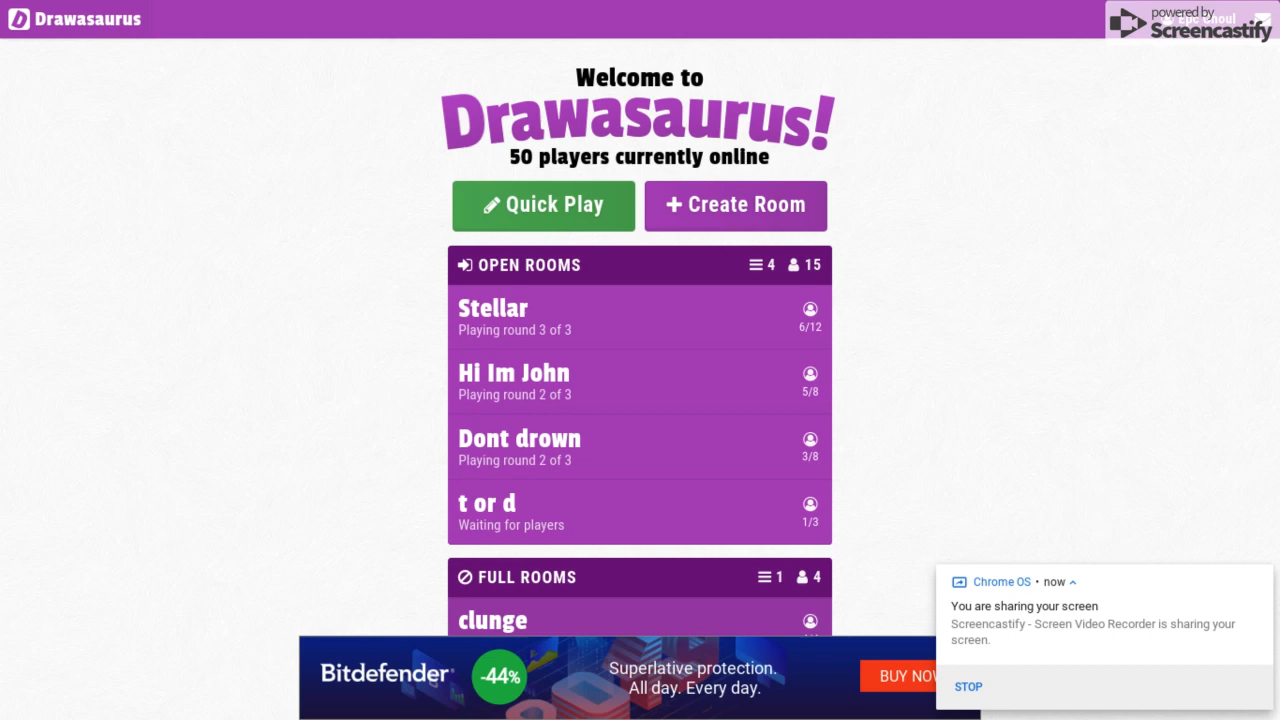 Drawasaurus
powered by
Screencastify
Welcome to
Drawasaurus!
50 players currently online
Quick Play
Create Room
OPEN ROOMS
4
15
Stellar
Playing round 3 of 3
6/12
Hi Im John
Playing round 2 of 3
5/8
Dont drown
Playing round 2 of 3
3/8
t or d
Waiting for players
1/3
FULL ROOMS
1
4
clunge
Bitdefender
-44%
Superlative protection.
All day. Every day.
BUY NOW
Chrome OS • now
You are sharing your screen
Screencastify - Screen Video Recorder is sharing your
screen.
STOP